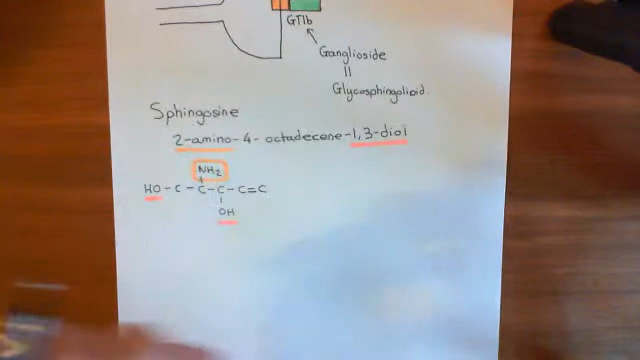 GT1b
Ganglioside
=
Glycosphingolipid.
Sphingosine
2-amino-4-octadecene-1,3-diol
NH2
HO-C-C-C-C=C
OH